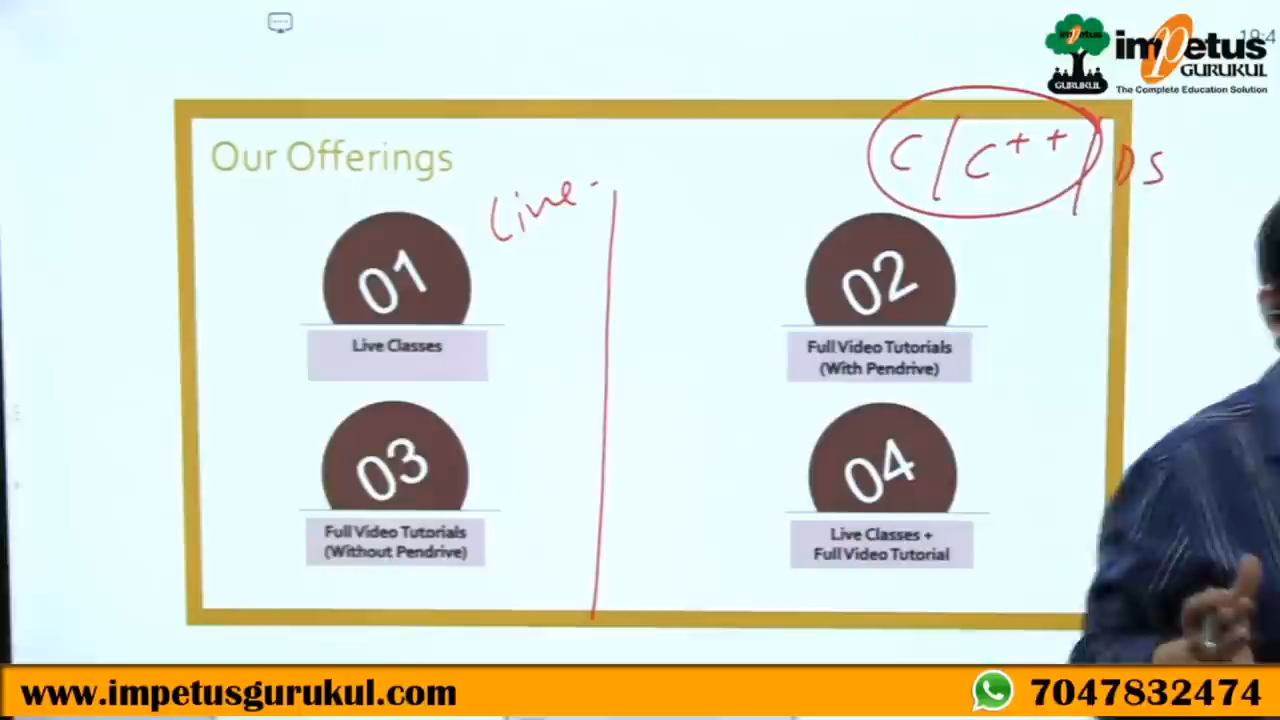 impetus
GURUKUL
The Complete Education Solution
GURUKUL
Our Offerings
C / C++ / DS
Live -
01
Live Classes
02
Full Video Tutorials
(With Pendrive)
03
Full Video Tutorials
(Without Pendrive)
04
Live Classes +
Full Video Tutorial
www.impetusgurukul.com
7047832474